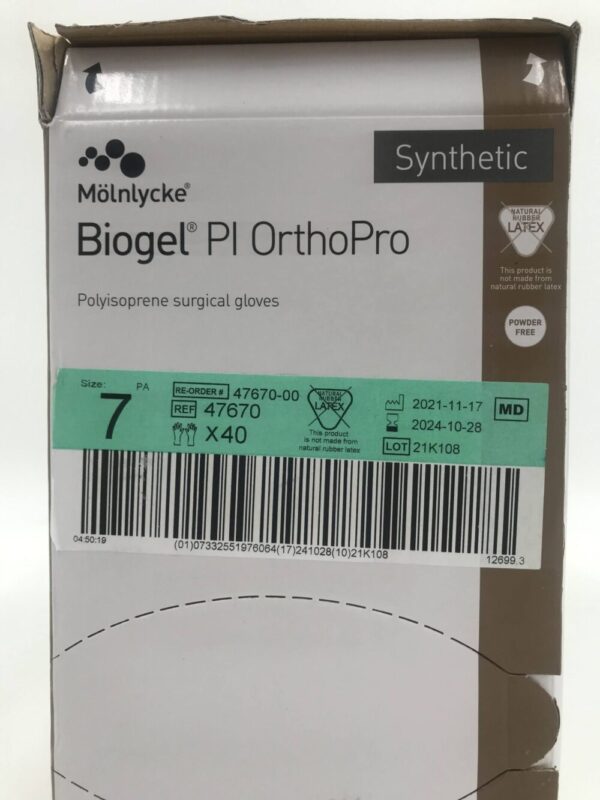 Synthetic
Mölnlycke®
Biogel® PI OrthoPro
Polyisoprene surgical gloves
NATURAL
RUBBER
LATEX
This product is
not made from
natural rubber latex
POWDER
FREE
Size: PA
7
RE-ORDER # 47670-00
REF 47670
X40
NATURAL
RUBBER
LATEX
This product
is not made from
natural rubber latex
2021-11-17
2024-10-28
LOT 21K108
MD
04:50:19
(01)07332551976064(17)241028(10)21K108
12699.3